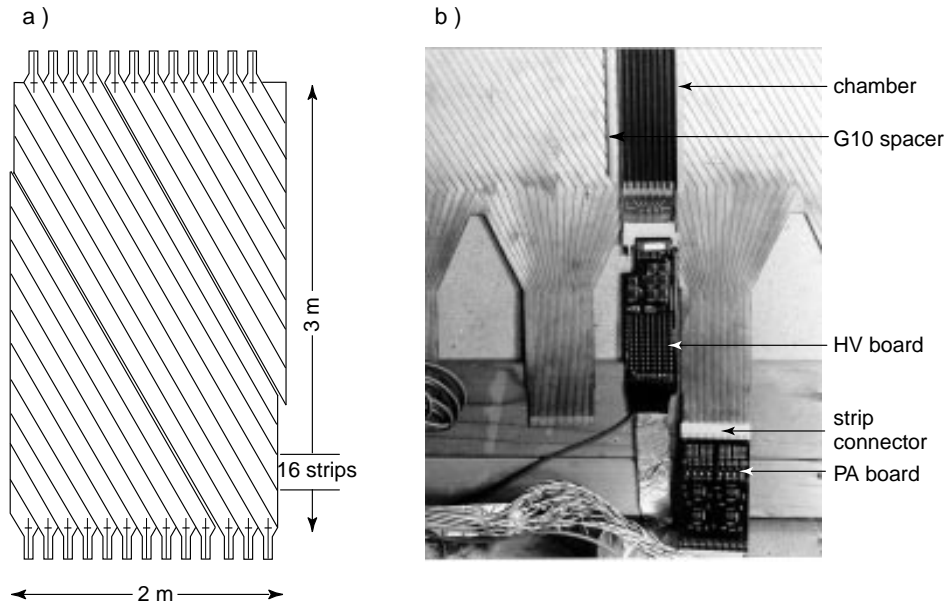 a )
3 m
16 strips
2 m
b )
chamber
G10 spacer
HV board
strip
connector
PA board